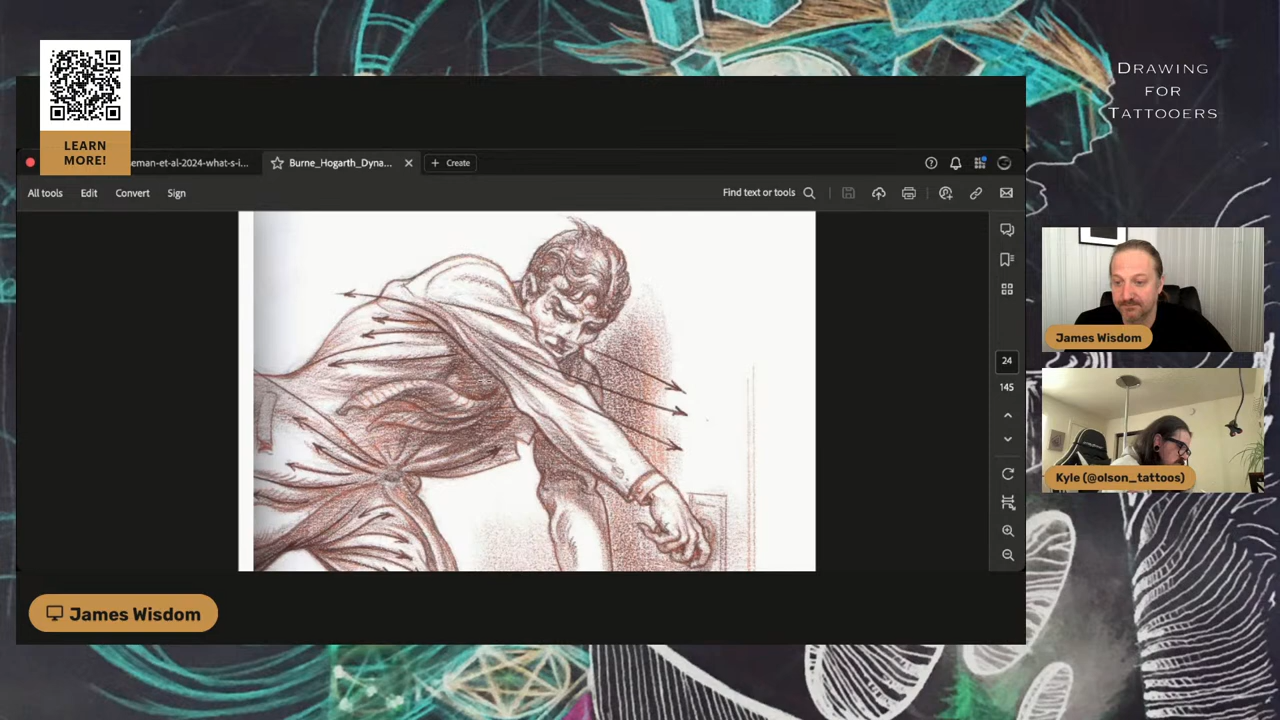 DRAWING
FOR
TATTOOERS
LEARN
MORE!
eman-et-al-2024-what-s-i...
Burne_Hogarth_Dyna...
Create
All tools
Edit
Convert
Sign
Find text or tools
24
145
James Wisdom
Kyle (@olson_tattoos)
James Wisdom